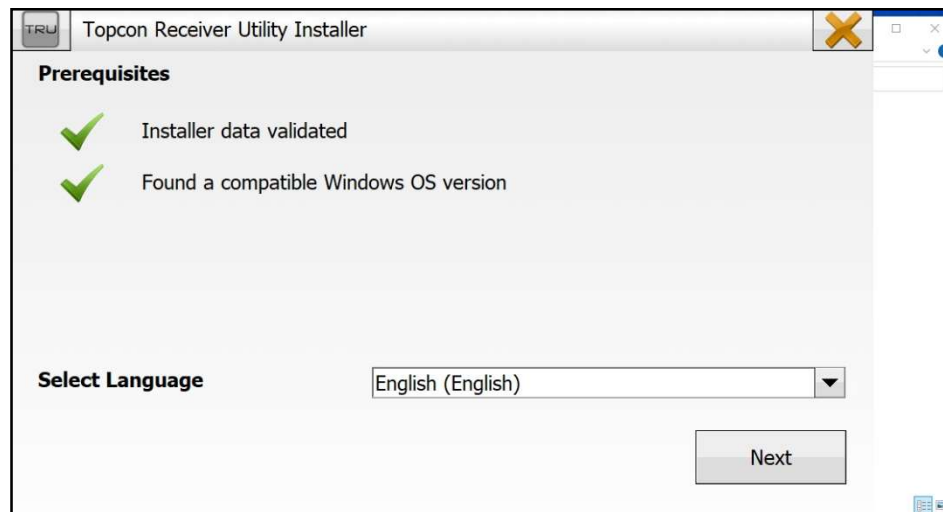 TRU
Topcon Receiver Utility Installer
Prerequisites
Installer data validated
Found a compatible Windows OS version
Select Language
English (English)
Next